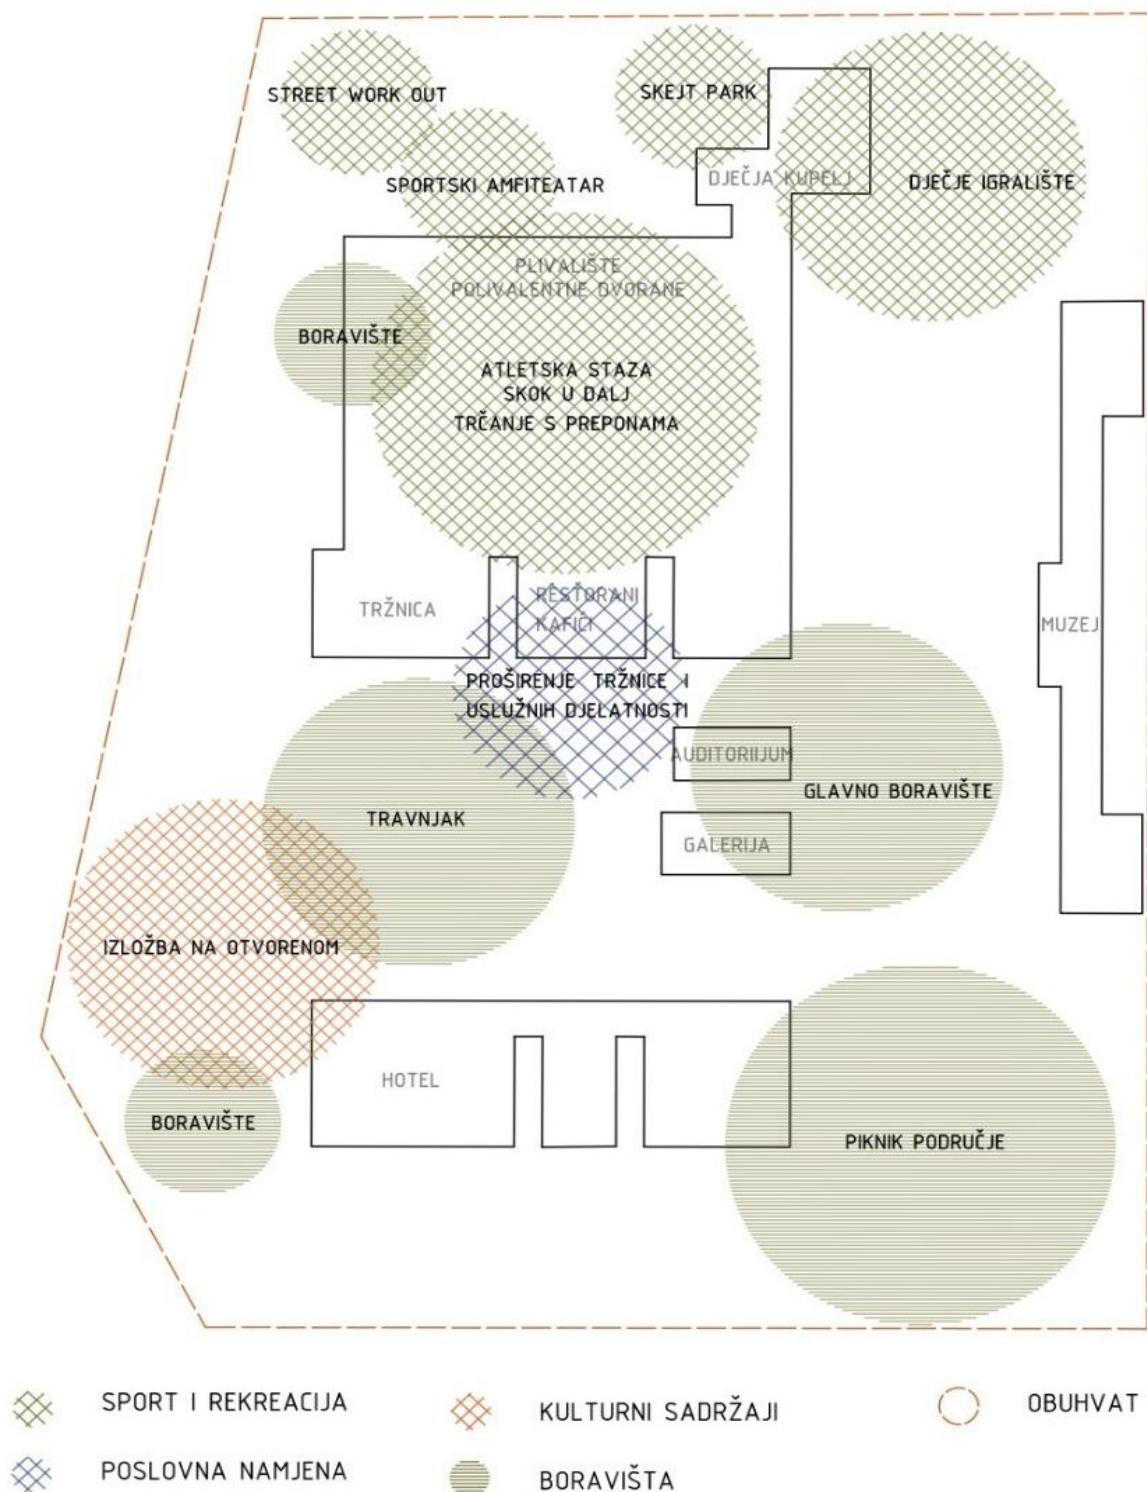 STREET WORK OUT
SKEJT PARK
SPORTSKI AMFITEATAR
DJEČJA KUPELJ
DJEČJE IGRALIŠTE
PLIVALIŠTE
POLIVALENTNE DVORANE
BORAVIŠTE
ATLETSKA STAZA
SKOK U DALJ
TRČANJE S PREPONAMA
TRŽNICA
RESTORANI
KAFIĆI
MUZEJ
PROŠIRENJE TRŽNICE I
USLUŽNIH DJELATNOSTI
AUDITORIIJUM
GLAVNO BORAVIŠTE
TRAVNJAK
GALERIJA
IZLOŽBA NA OTVORENOM
HOTEL
BORAVIŠTE
PIKNIK PODRUČJE
SPORT I REKREACIJA
KULTURNI SADRŽAJI
OBUHVAT
POSLOVNA NAMJENA
BORAVIŠTA